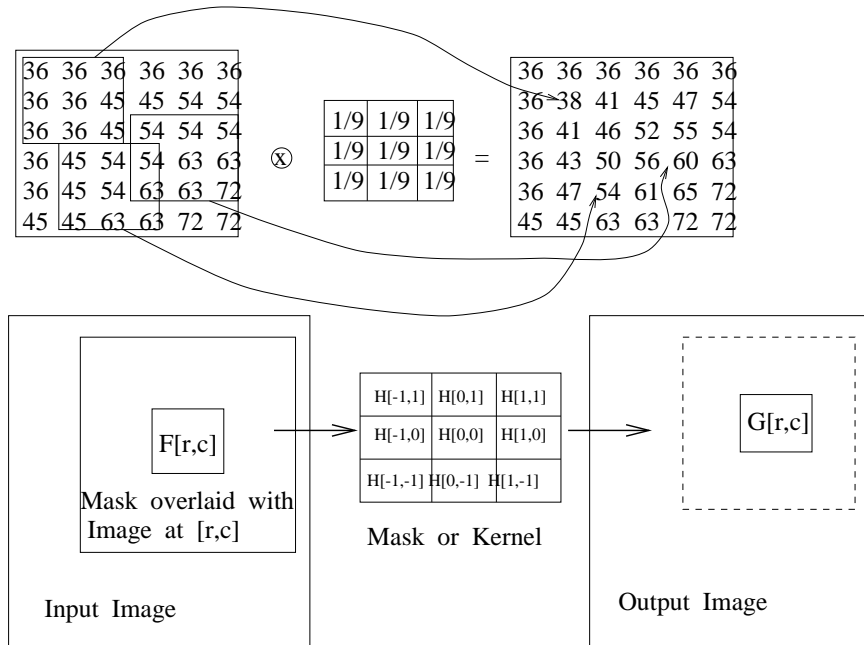 36 36 36 36 36 36
36 36 45 45 54 54
36 36 45 54 54 54
36 45 54 54 63 63
36 45 54 63 63 72
45 45 63 63 72 72
x
1/9 1/9 1/9
1/9 1/9 1/9
1/9 1/9 1/9
=
36 36 36 36 36 36
36 38 41 45 47 54
36 41 46 52 55 54
36 43 50 56 60 63
36 47 54 61 65 72
45 45 63 63 72 72
F[r,c]
Mask overlaid with
Image at [r,c]
Input Image
H[-1,1] H[0,1] H[1,1]
H[-1,0] H[0,0] H[1,0]
H[-1,-1] H[0,-1] H[1,-1]
Mask or Kernel
G[r,c]
Output Image